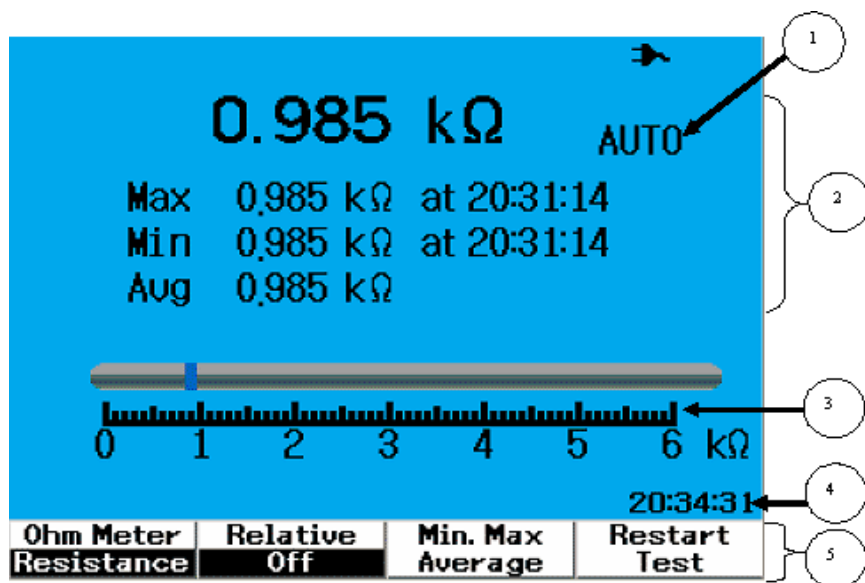 1
0.985 kΩ
AUTO
Max 0.985 kΩ at 20:31:14
2
Min 0.985 kΩ at 20:31:14
Avg 0.985 kΩ
3
0 1 2 3 4 5 6 kΩ
20:34:31
4
Ohm Meter Relative Min. Max Restart
Resistance Off Average Test
5